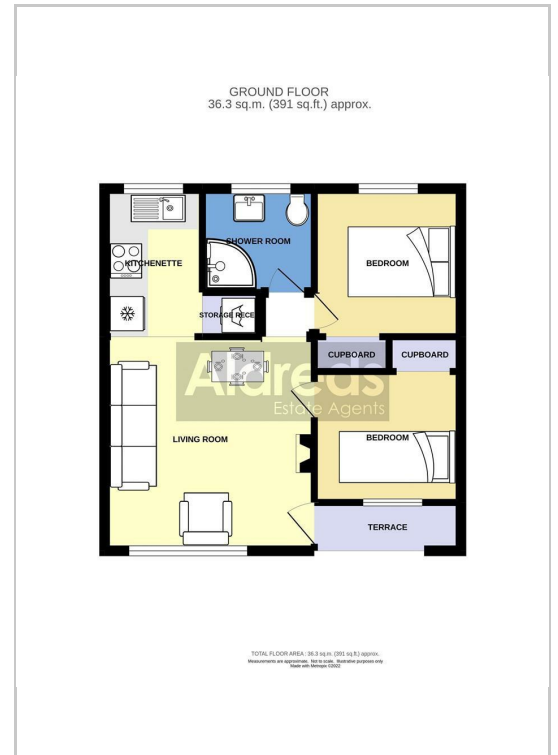 GROUND FLOOR
36.3 sq.m. (391 sq.ft.) approx.
SHOWER ROOM
KITCHENETTE
BEDROOM
STORAGE RECE
CUPBOARD
CUPBOARD
Aldreds
Estate Agents
LIVING ROOM
BEDROOM
TERRACE
TOTAL FLOOR AREA : 36.3 sq.m. (391 sq.ft.) approx.
Measurements are approximate. Not to scale. Illustrative purposes only
Made with Metropix ©2022